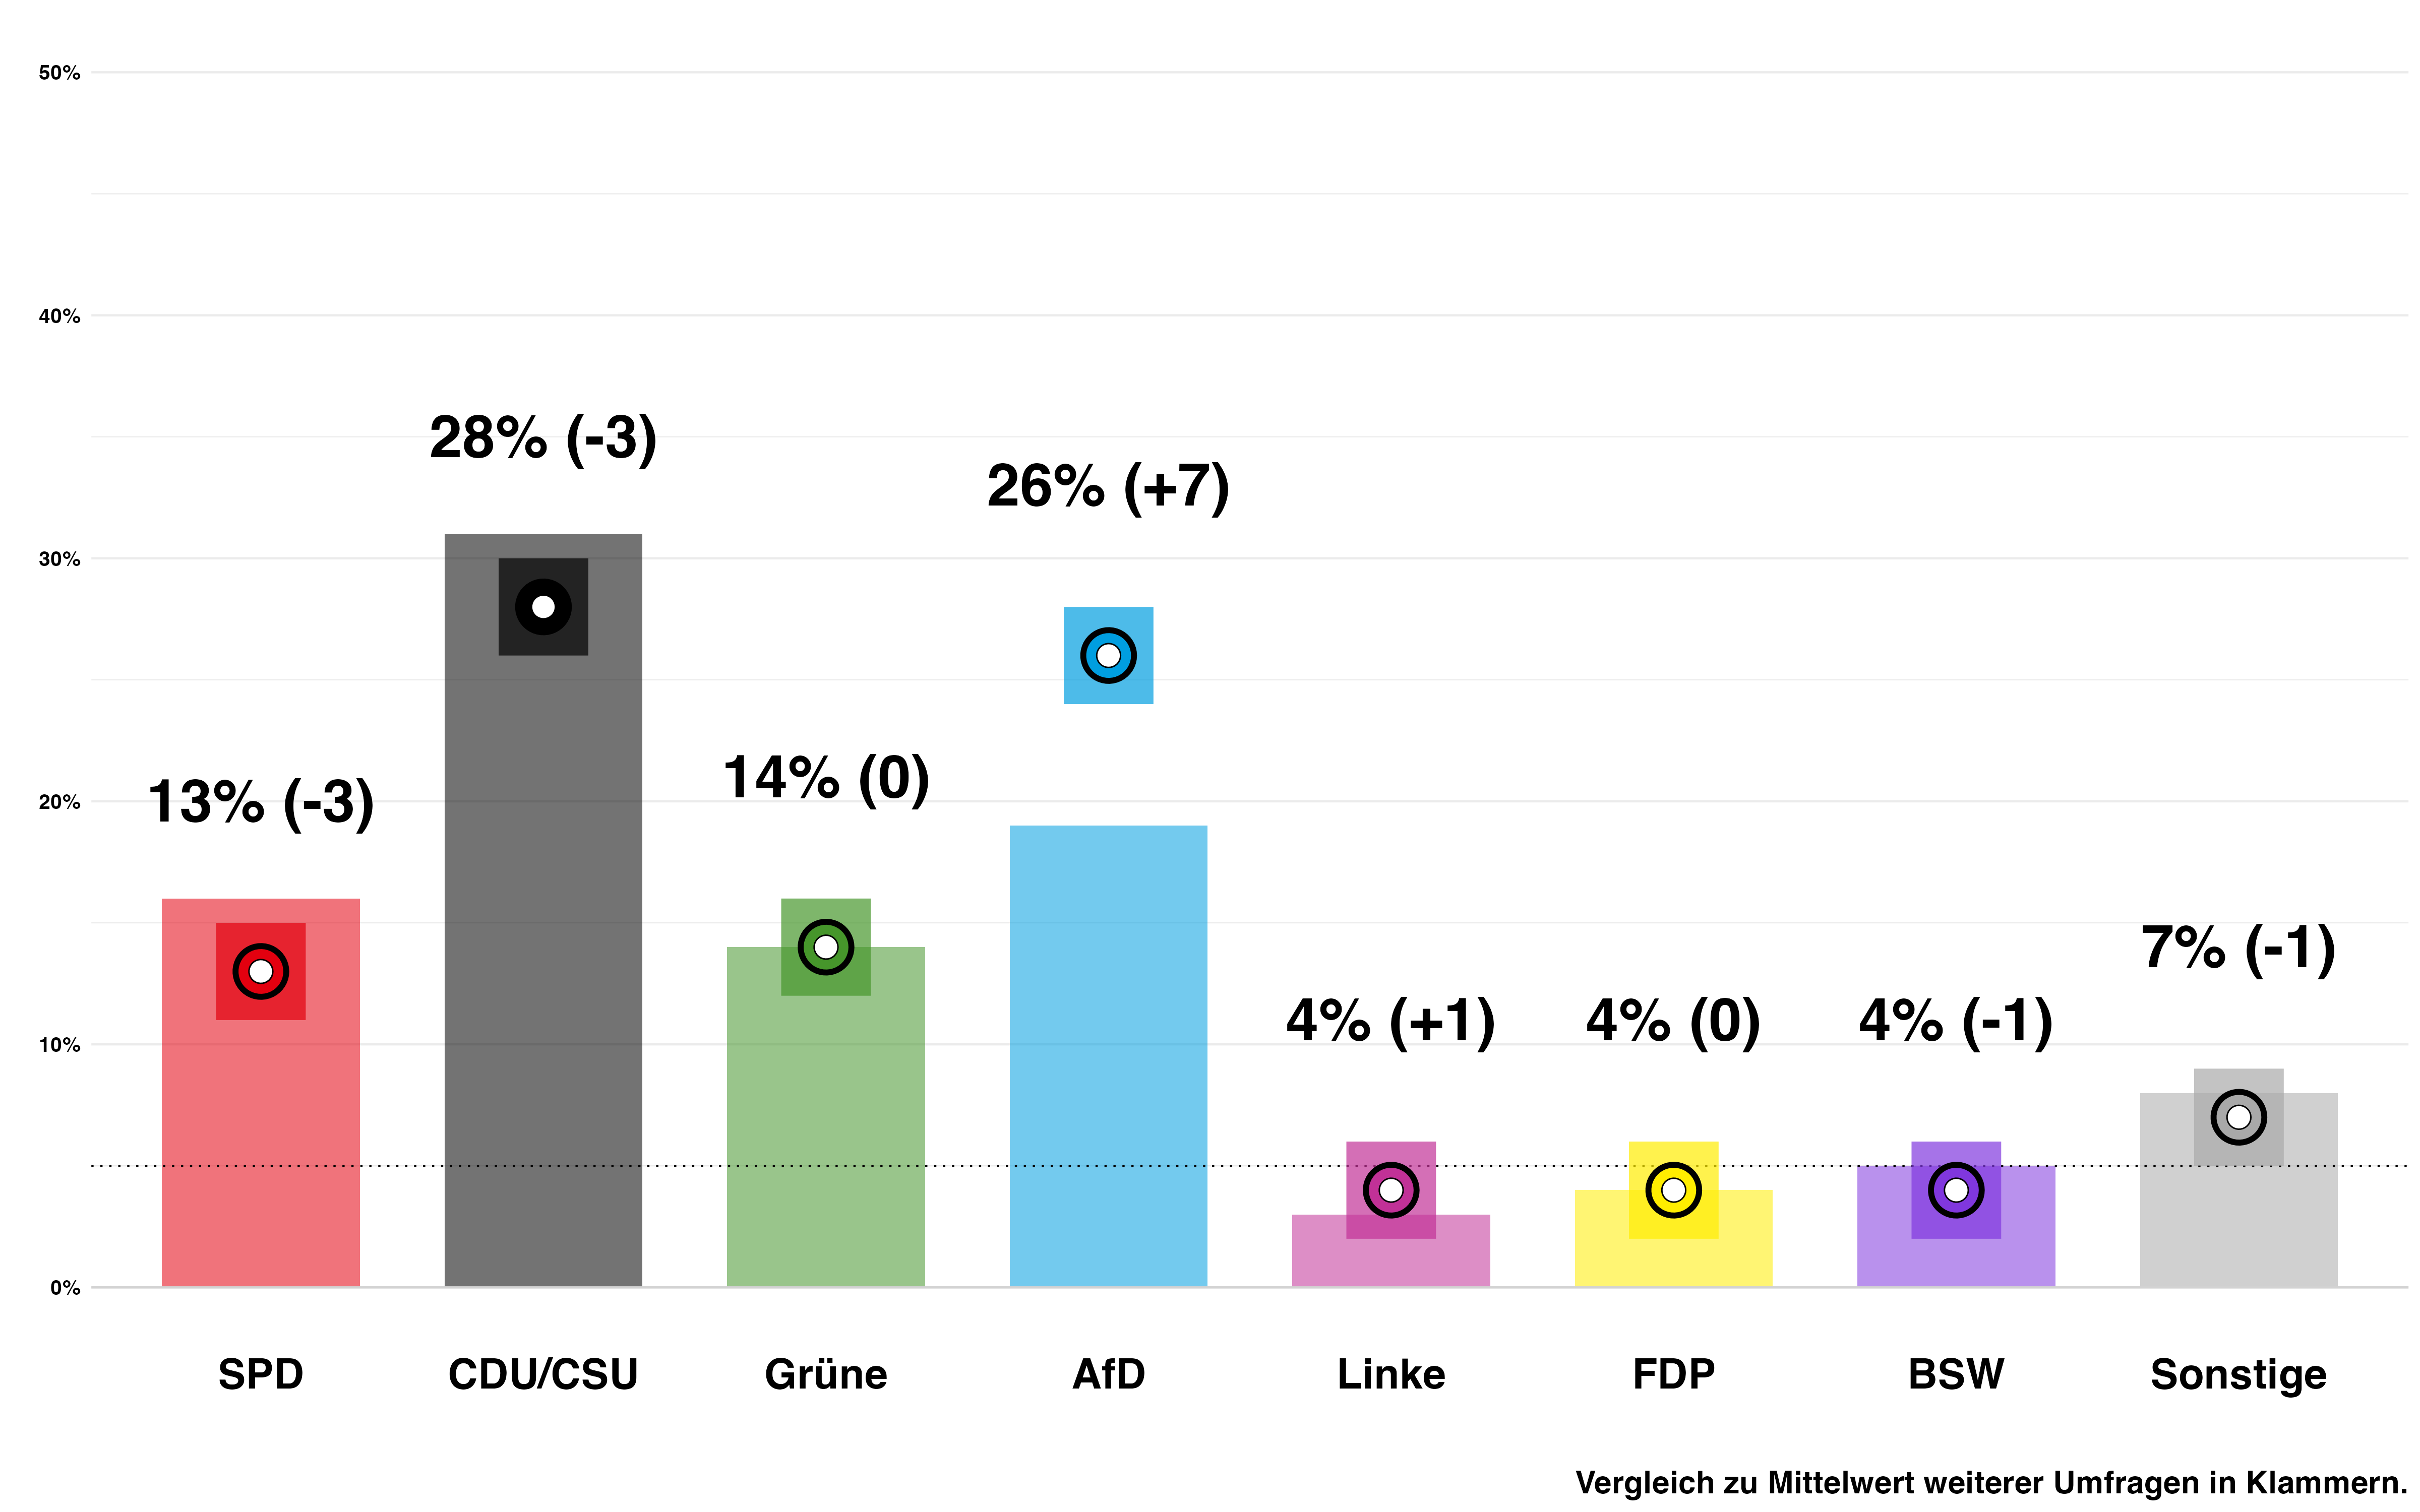 50%
40%
30%
20%
10%
0%
13% (-3)
28% (-3)
14% (0)
26% (+7)
4% (+1)
4% (0)
4% (-1)
7% (-1)
SPD
CDU/CSU
Grüne
AfD
Linke
FDP
BSW
Sonstige
Vergleich zu Mittelwert weiterer Umfragen in Klammern.